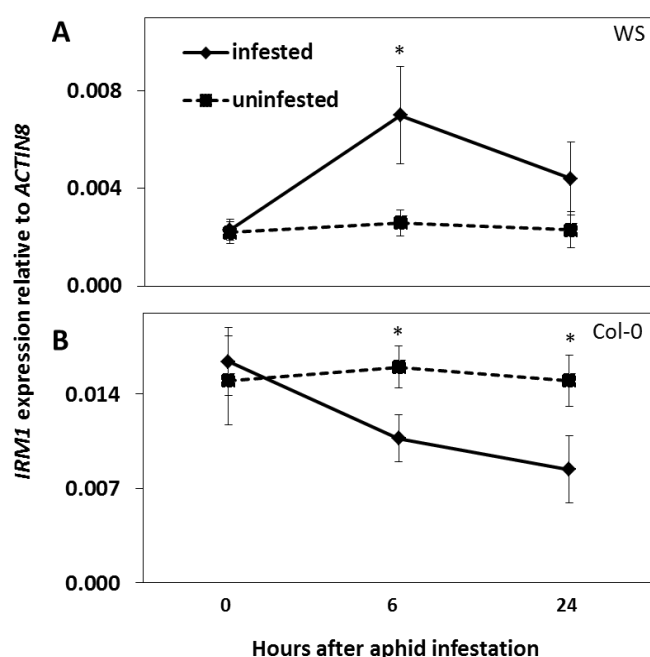 A
WS
infested
uninfested
*
0.008
0.004
0.000
IRM1 expression relative to ACTIN8
B
Col-0
*
*
0.014
0.007
0.000
0
6
24
Hours after aphid infestation